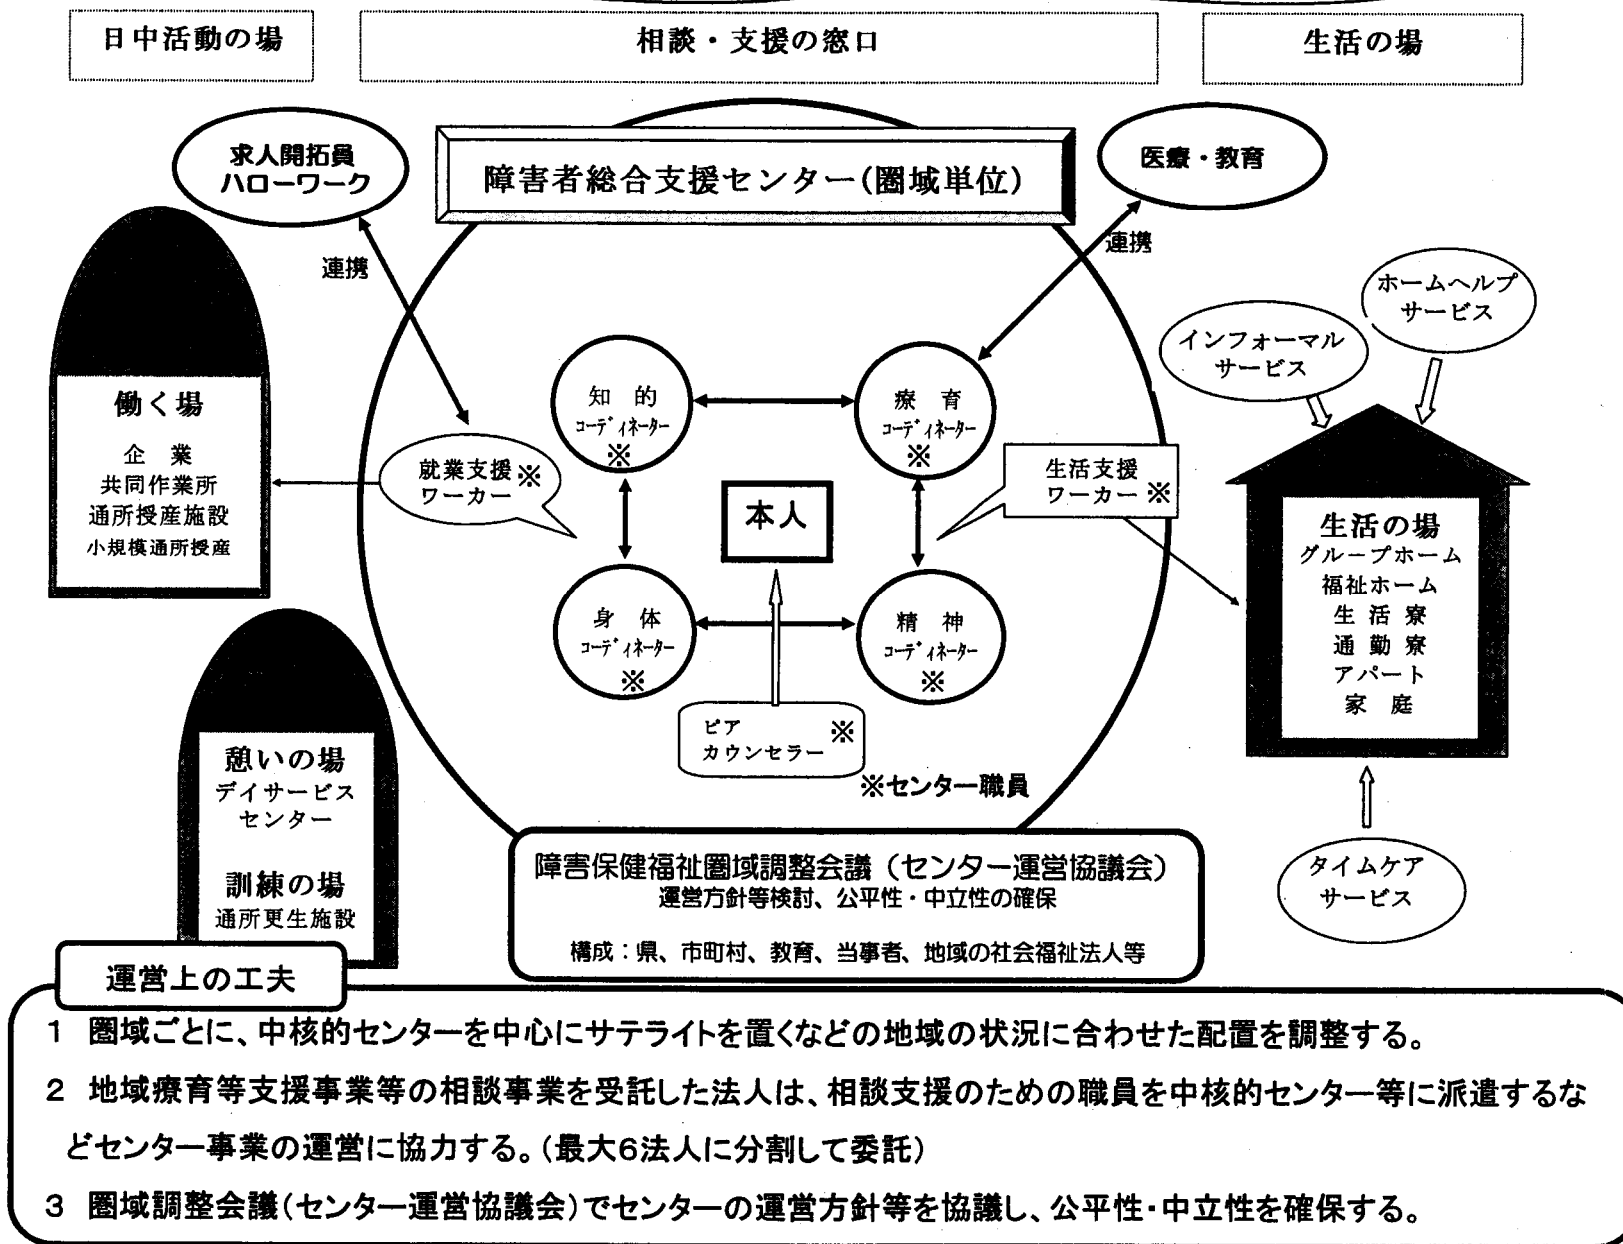 日中活動の場
相談・支援の窓口
生活の場
求人開拓員
ハローワーク
障害者総合支援センター(圏域単位)
医療・教育
連携
連携
ホームヘルプ
サービス
インフォーマル
サービス
働く場
企 業
共同作業所
通所授産施設
小規模通所授産
知 的
コーディネーター
※
療 育
コーディネーター
※
就業支援※
ワーカー
生活支援
ワーカー ※
本人
生活の場
グループホーム
福祉ホーム
生 活 寮
通 勤 寮
アパート
家 庭
身 体
コーディネーター
※
精 神
コーディネーター
※
ピア ※
カウンセラー
※センター職員
憩いの場
デイサービス
センター
訓練の場
通所更生施設
障害保健福祉圏域調整会議(センター運営協議会)
運営方針等検討、公平性・中立性の確保
構成:県、市町村、教育、当事者、地域の社会福祉法人等
タイムケア
サービス
運営上の工夫
1 圏域ごとに、中核的センターを中心にサテライトを置くなどの地域の状況に合わせた配置を調整する。
2 地域療育等支援事業等の相談事業を受託した法人は、相談支援のための職員を中核的センター等に派遣するな
どセンター事業の運営に協力する。(最大6法人に分割して委託)
3 圏域調整会議(センター運営協議会)でセンターの運営方針等を協議し、公平性・中立性を確保する。